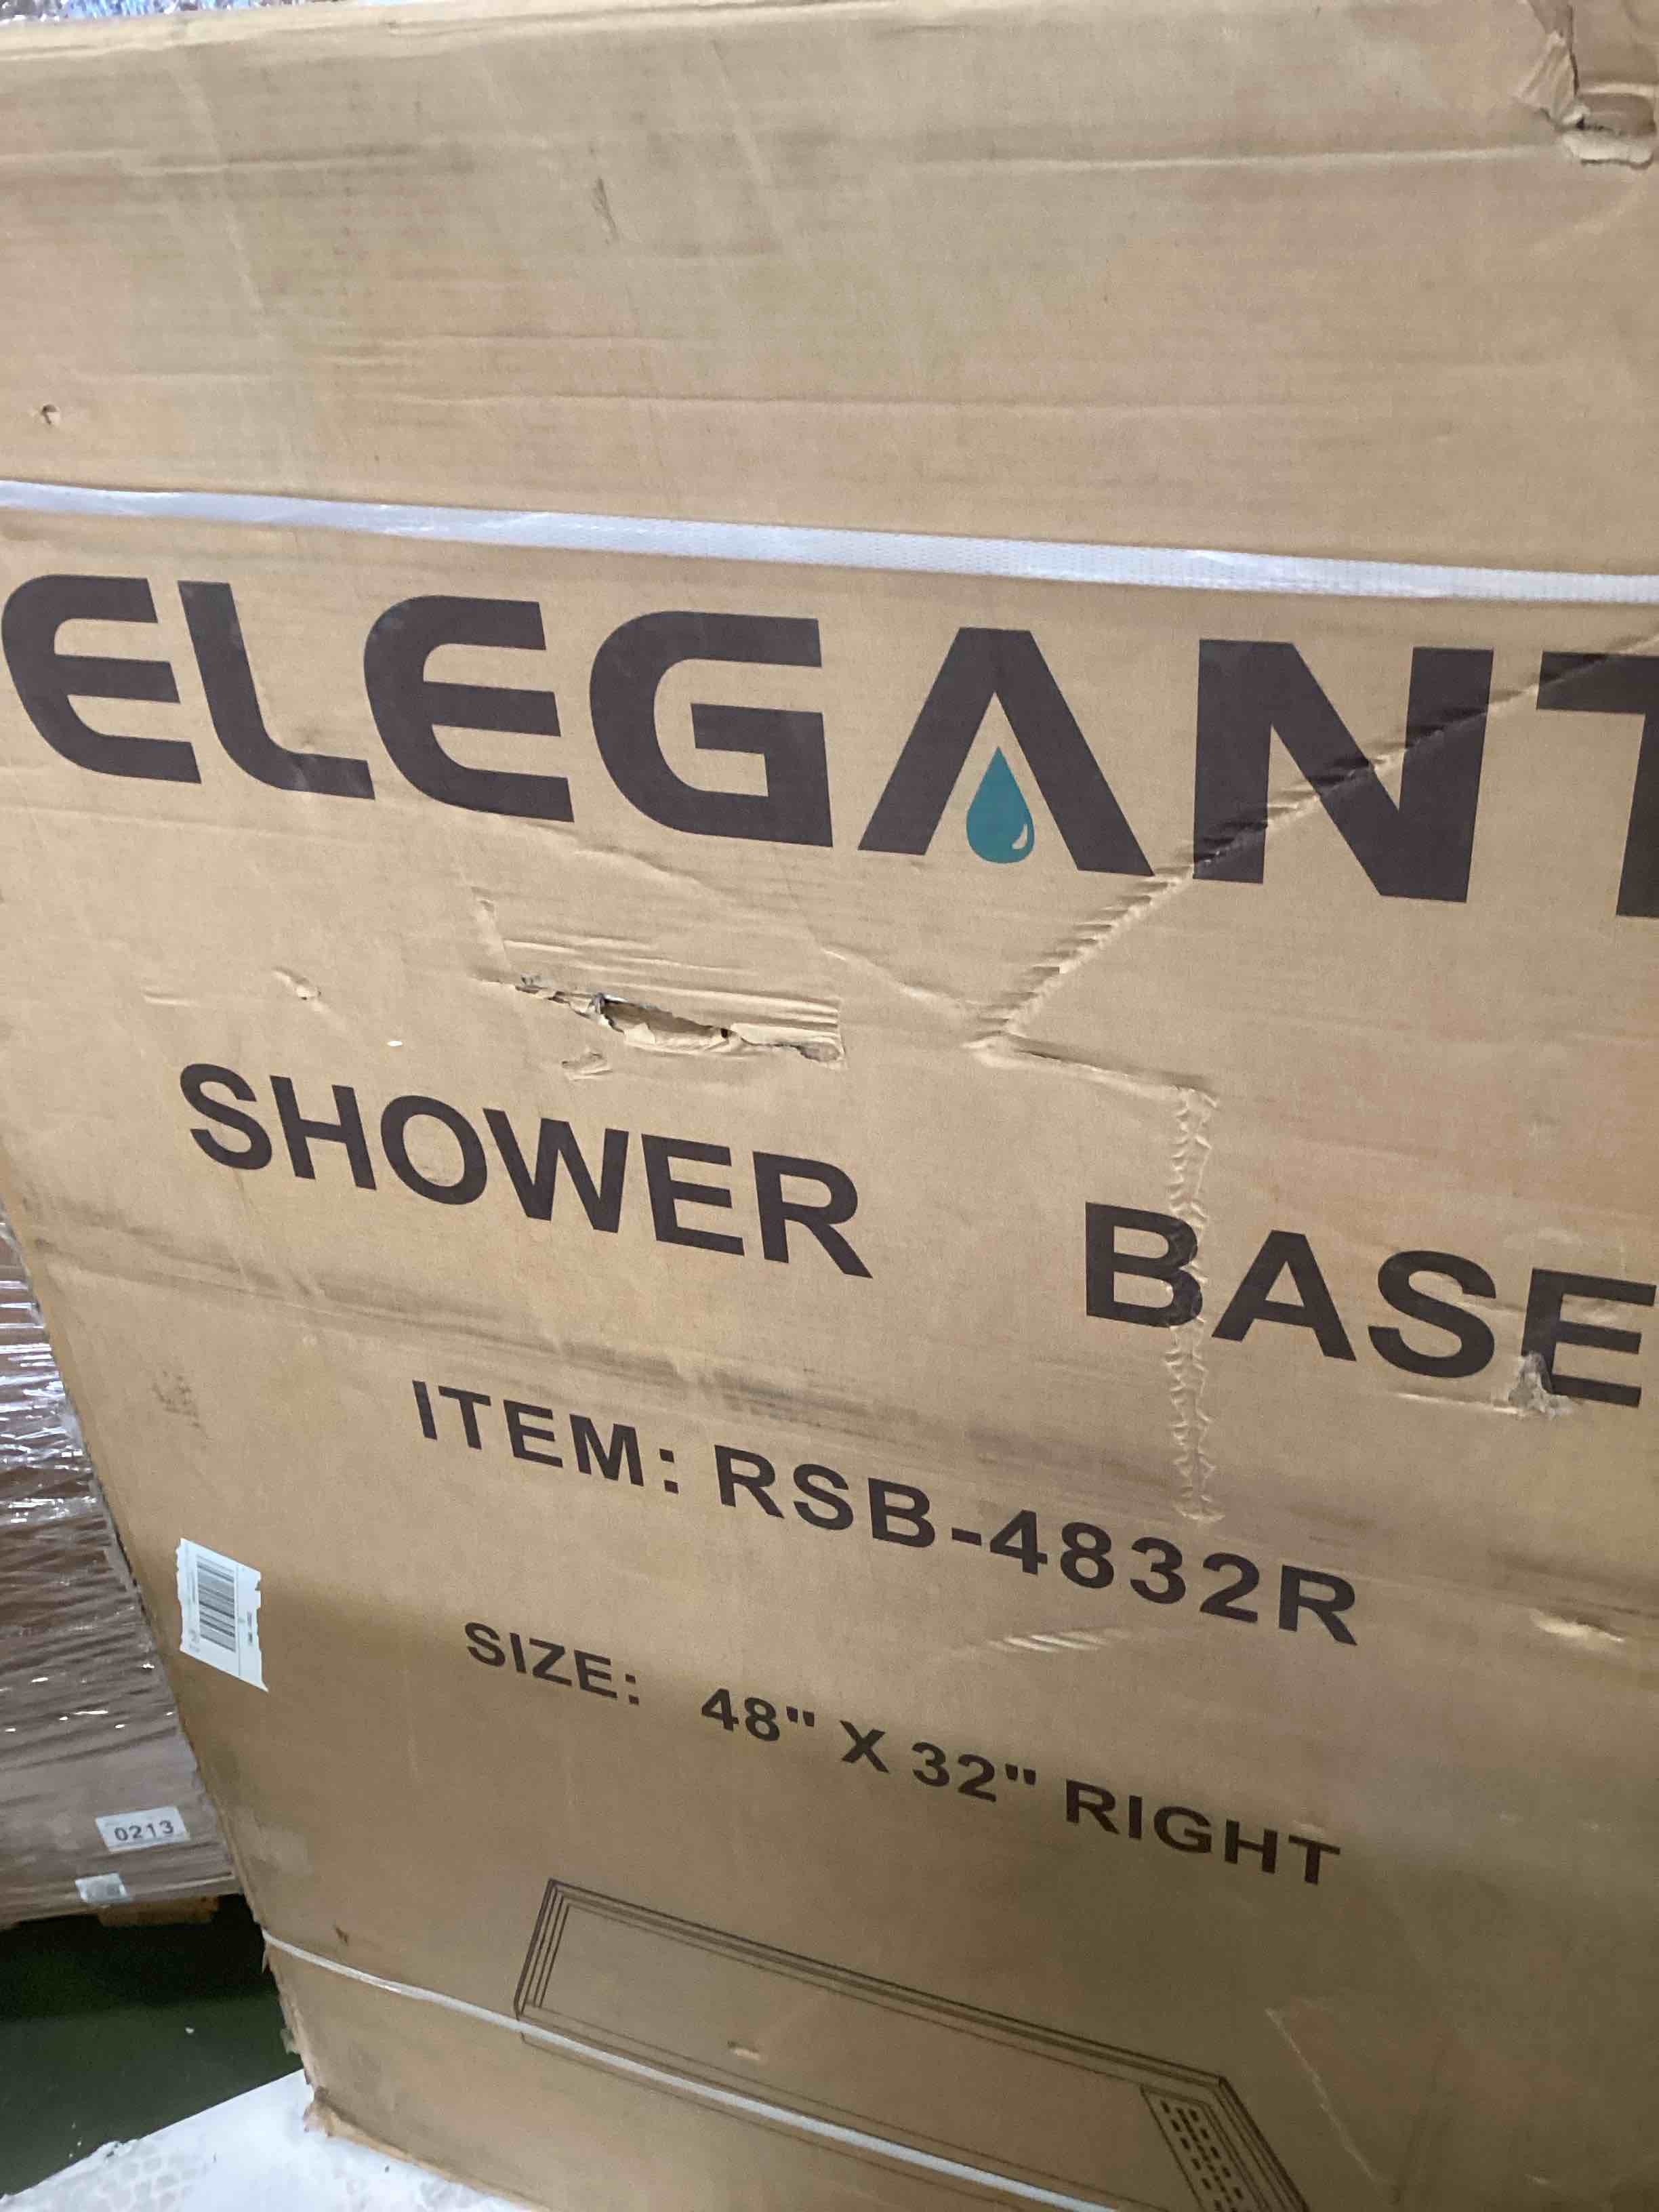 ELEGANT
SHOWER BASE
ITEM: RSB-4832R
SIZE: 48" X 32" RIGHT
0213